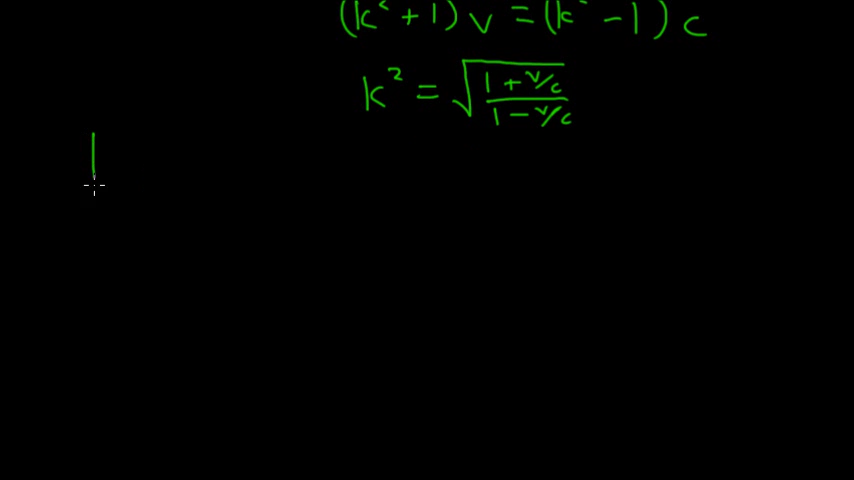 (k² + 1) v = (k² - 1) c
k² = √((1 + v/c)/(1 - v/c))